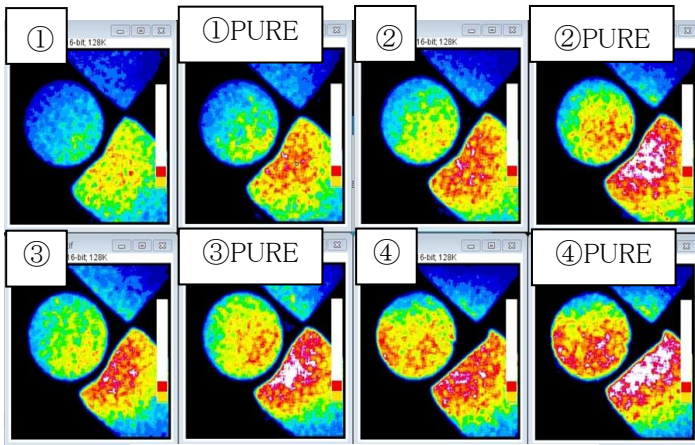 ①
16-bit; 128K
①PURE
②
16-bit; 128K
②PURE
③
16-bit; 128K
③PURE
④
6-bit; 128K
④PURE